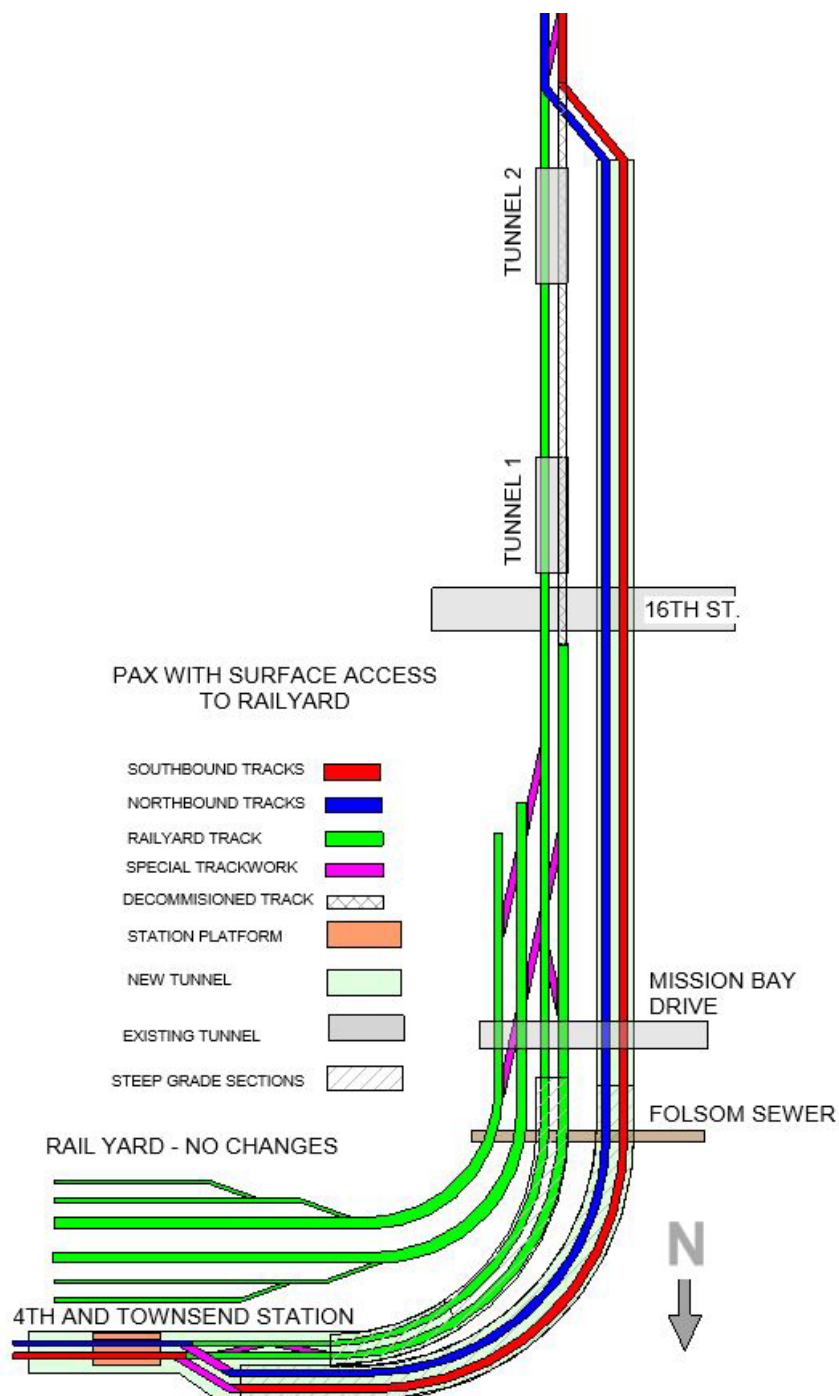 TUNNEL 2
TUNNEL 1
16TH ST.
PAX WITH SURFACE ACCESS
TO RAILYARD
SOUTHBOUND TRACKS
NORTHBOUND TRACKS
RAILYARD TRACK
SPECIAL TRACKWORK
DECOMMISIONED TRACK
STATION PLATFORM
NEW TUNNEL
EXISTING TUNNEL
STEEP GRADE SECTIONS
MISSION BAY
DRIVE
FOLSOM SEWER
RAIL YARD - NO CHANGES
N
4TH AND TOWNSEND STATION